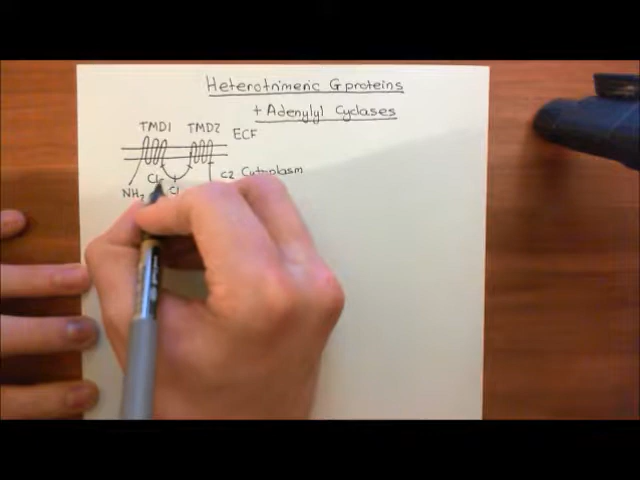 Heterotrimeric G proteins
+ Adenylyl Cyclases
TMD1 TMD2 ECF
C2 Cytoplasm
NH2